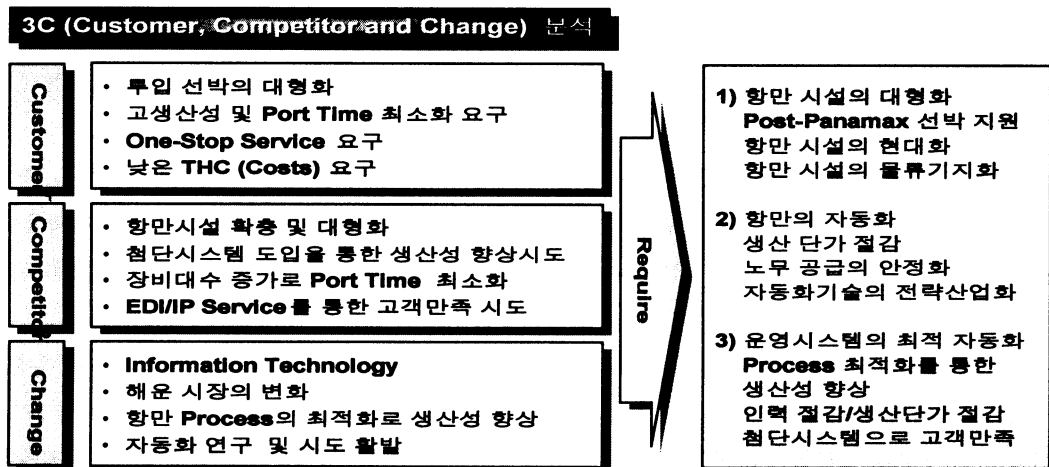 3C (Customer, Competitor and Change) 분석
Customer
• 투입 선박의 대형화
• 고생산성 및 Port Time 최소화 요구
• One-Stop Service 요구
• 낮은 THC (Costs) 요구
Competitor
• 항만시설 확충 및 대형화
• 첨단시스템 도입을 통한 생산성 향상시도
• 장비대수 증가로 Port Time 최소화
• EDI/IP Service를 통한 고객만족 시도
Change
• Information Technology
• 해운 시장의 변화
• 항만 Process의 최적화로 생산성 향상
• 자동화 연구 및 시도 활발
Require
1) 항만 시설의 대형화
Post-Panamax 선박 지원
항만 시설의 현대화
항만 시설의 물류기지화
2) 항만의 자동화
생산 단가 절감
노무 공급의 안정화
자동화기술의 전략산업화
3) 운영시스템의 최적 자동화
Process 최적화를 통한
생산성 향상
인력 절감/생산단가 절감
첨단시스템으로 고객만족